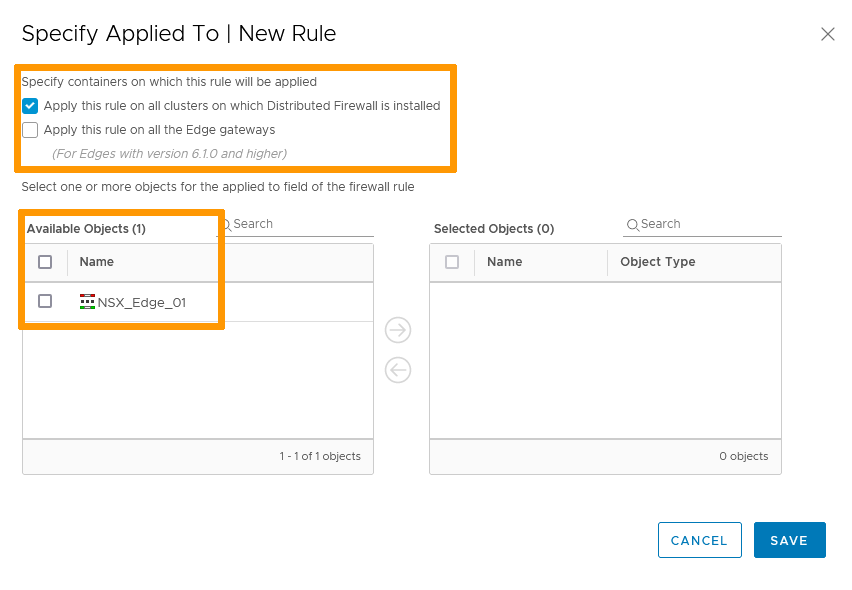 Specify Applied To | New Rule
Specify containers on which this rule will be applied
Apply this rule on all clusters on which Distributed Firewall is installed
Apply this rule on all the Edge gateways
(For Edges with version 6.1.0 and higher)
Select one or more objects for the applied to field of the firewall rule
Available Objects (1)
Search
Name
NSX_Edge_01
1 - 1 of 1 objects
Selected Objects (0)
Search
Name
Object Type
0 objects
CANCEL
SAVE